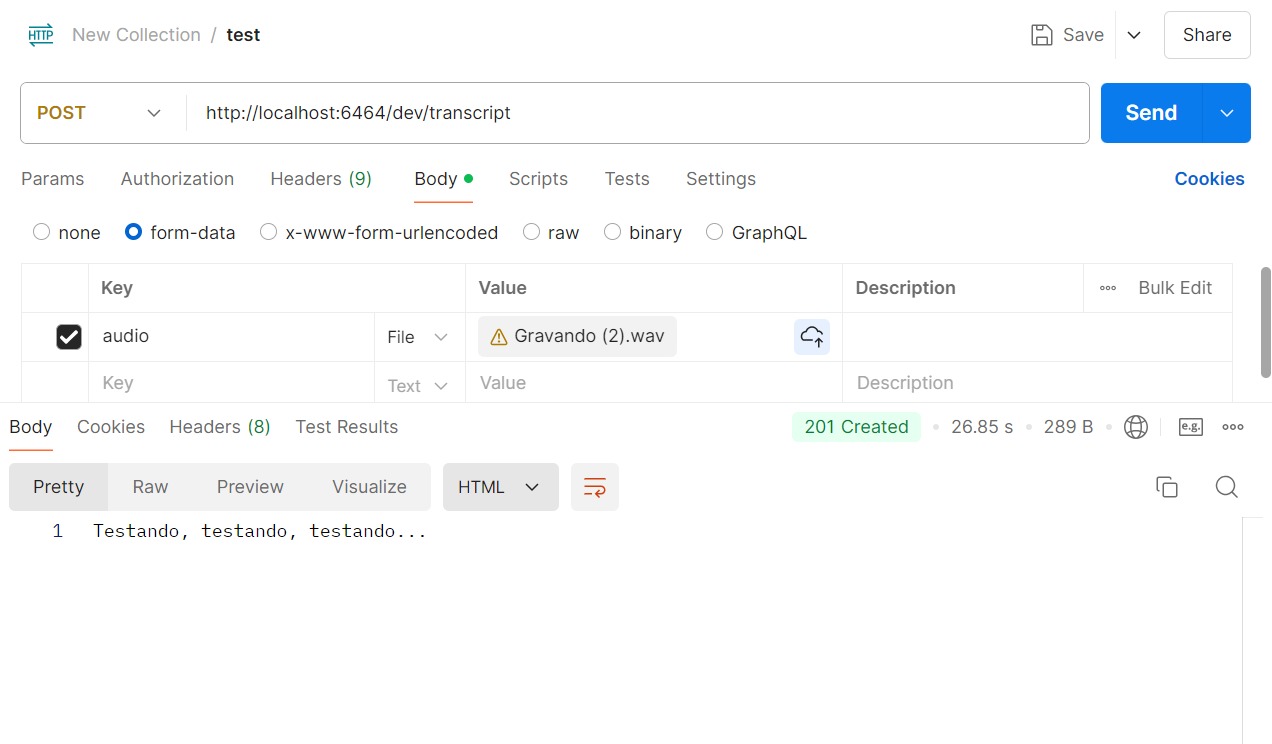 HTTP New Collection / test Save Share
POST http://localhost:6464/dev/transcript Send
Params Authorization Headers (9) Body Scripts Tests Settings Cookies
none form-data x-www-form-urlencoded raw binary GraphQL
Key Value Description Bulk Edit
audio File Gravando (2).wav
Key Text Value Description
Body Cookies Headers (8) Test Results 201 Created 26.85 s 289 B e.g.
Pretty Raw Preview Visualize HTML
1 Testando, testando, testando...